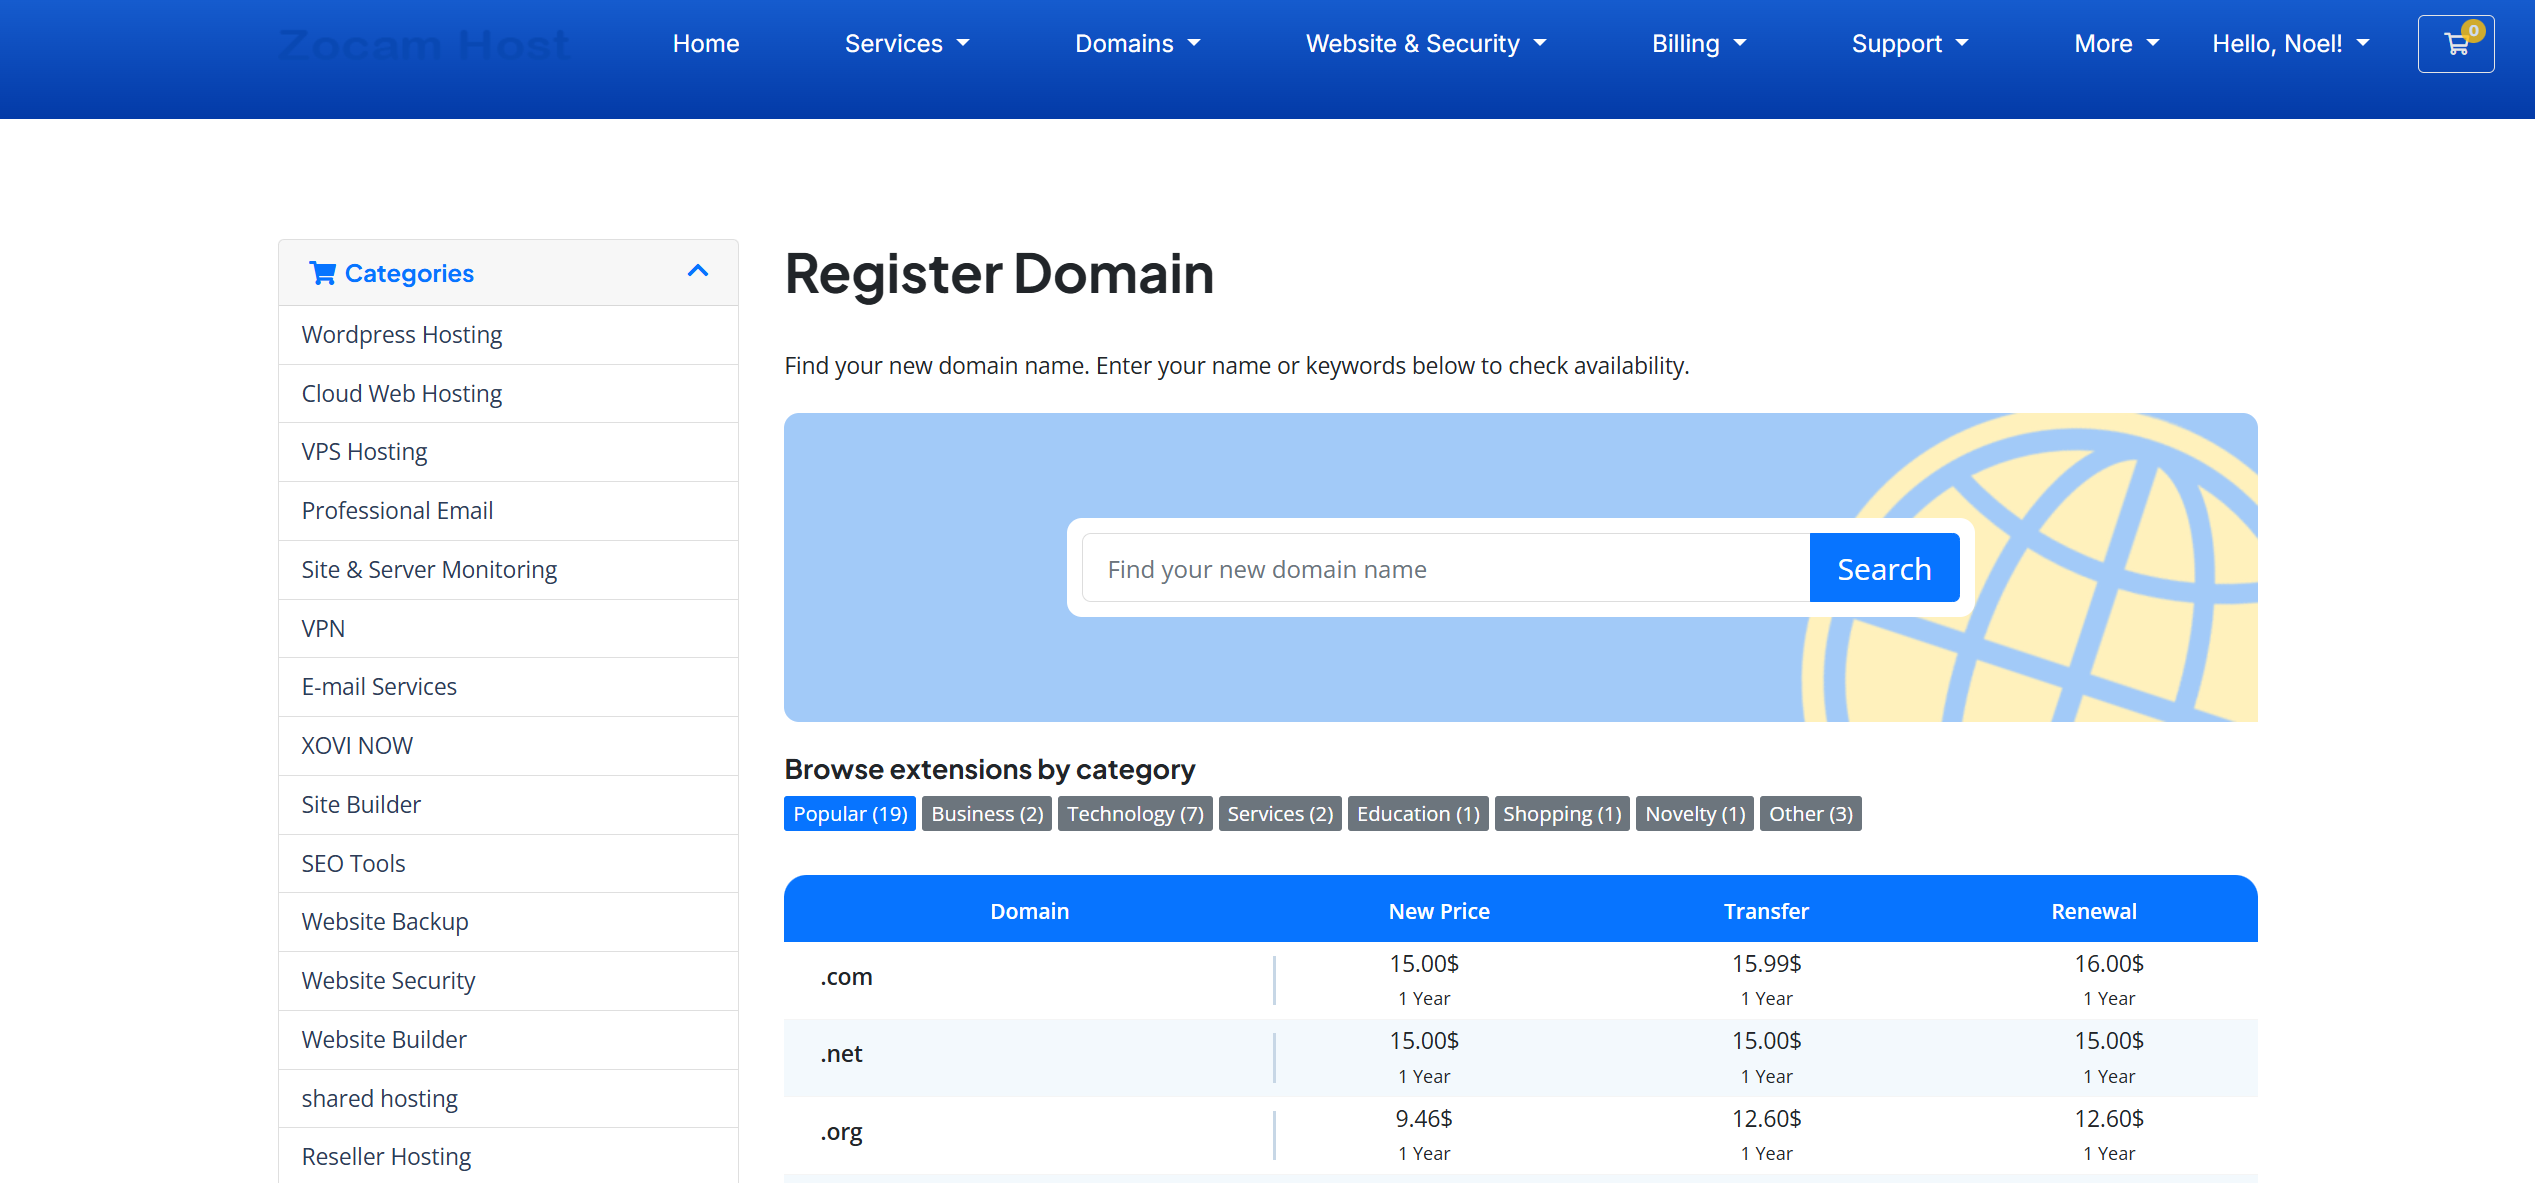 Zocam Host
Home
Services
Domains
Website & Security
Billing
Support
More
Hello, Noel!
0
Categories
Wordpress Hosting
Cloud Web Hosting
VPS Hosting
Professional Email
Site & Server Monitoring
VPN
E-mail Services
XOVI NOW
Site Builder
SEO Tools
Website Backup
Website Security
Website Builder
shared hosting
Reseller Hosting
Register Domain
Find your new domain name. Enter your name or keywords below to check availability.
Find your new domain name
Search
Browse extensions by category
Popular (19) Business (2) Technology (7) Services (2) Education (1) Shopping (1) Novelty (1) Other (3)
Domain New Price Transfer Renewal
.com 15.00$ 15.99$ 16.00$
1 Year 1 Year 1 Year
.net 15.00$ 15.00$ 15.00$
1 Year 1 Year 1 Year
.org 9.46$ 12.60$ 12.60$
1 Year 1 Year 1 Year